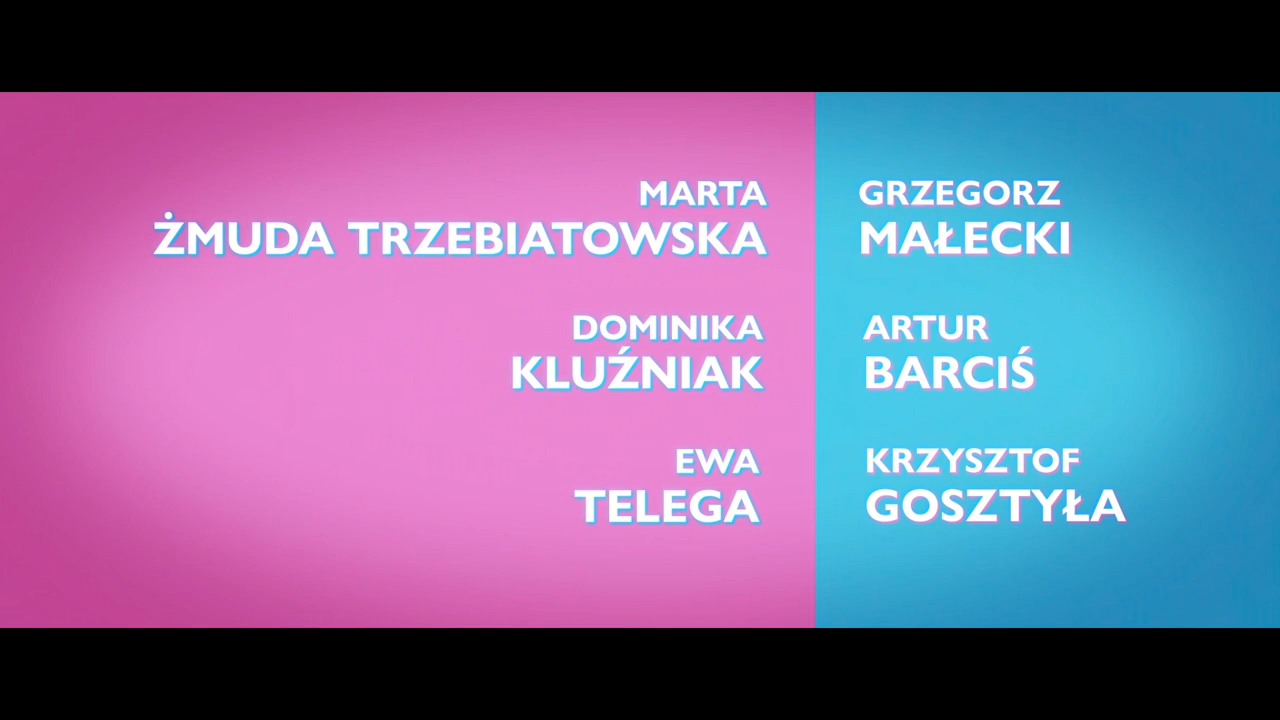 MARTA
ŻMUDA TRZEBIATOWSKA
DOMINIKA
KLUŹNIAK
EWA
TELEGA
GRZEGORZ
MAŁECKI
ARTUR
BARCIŚ
KRZYSZTOF
GOSZTYŁA